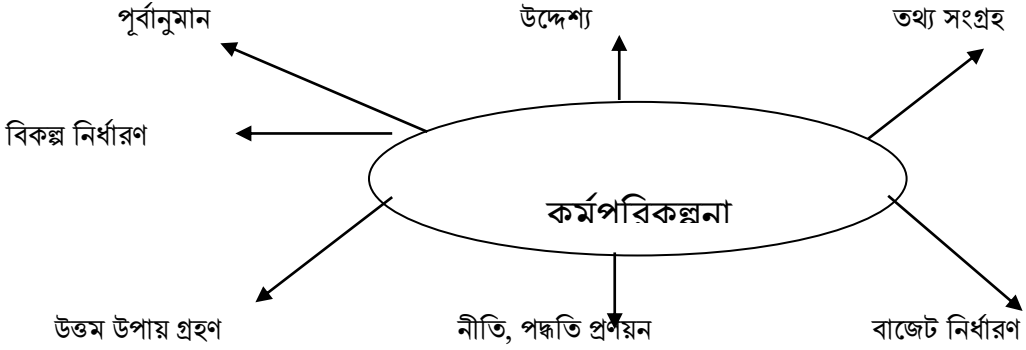 পূর্বানুমান উদ্দেশ্য তথ্য সংগ্রহ
বিকল্প নির্ধারণ
কর্মপরিকল্পনা
উত্তম উপায় গ্রহণ নীতি, পদ্ধতি প্রণয়ন বাজেট নির্ধারণ